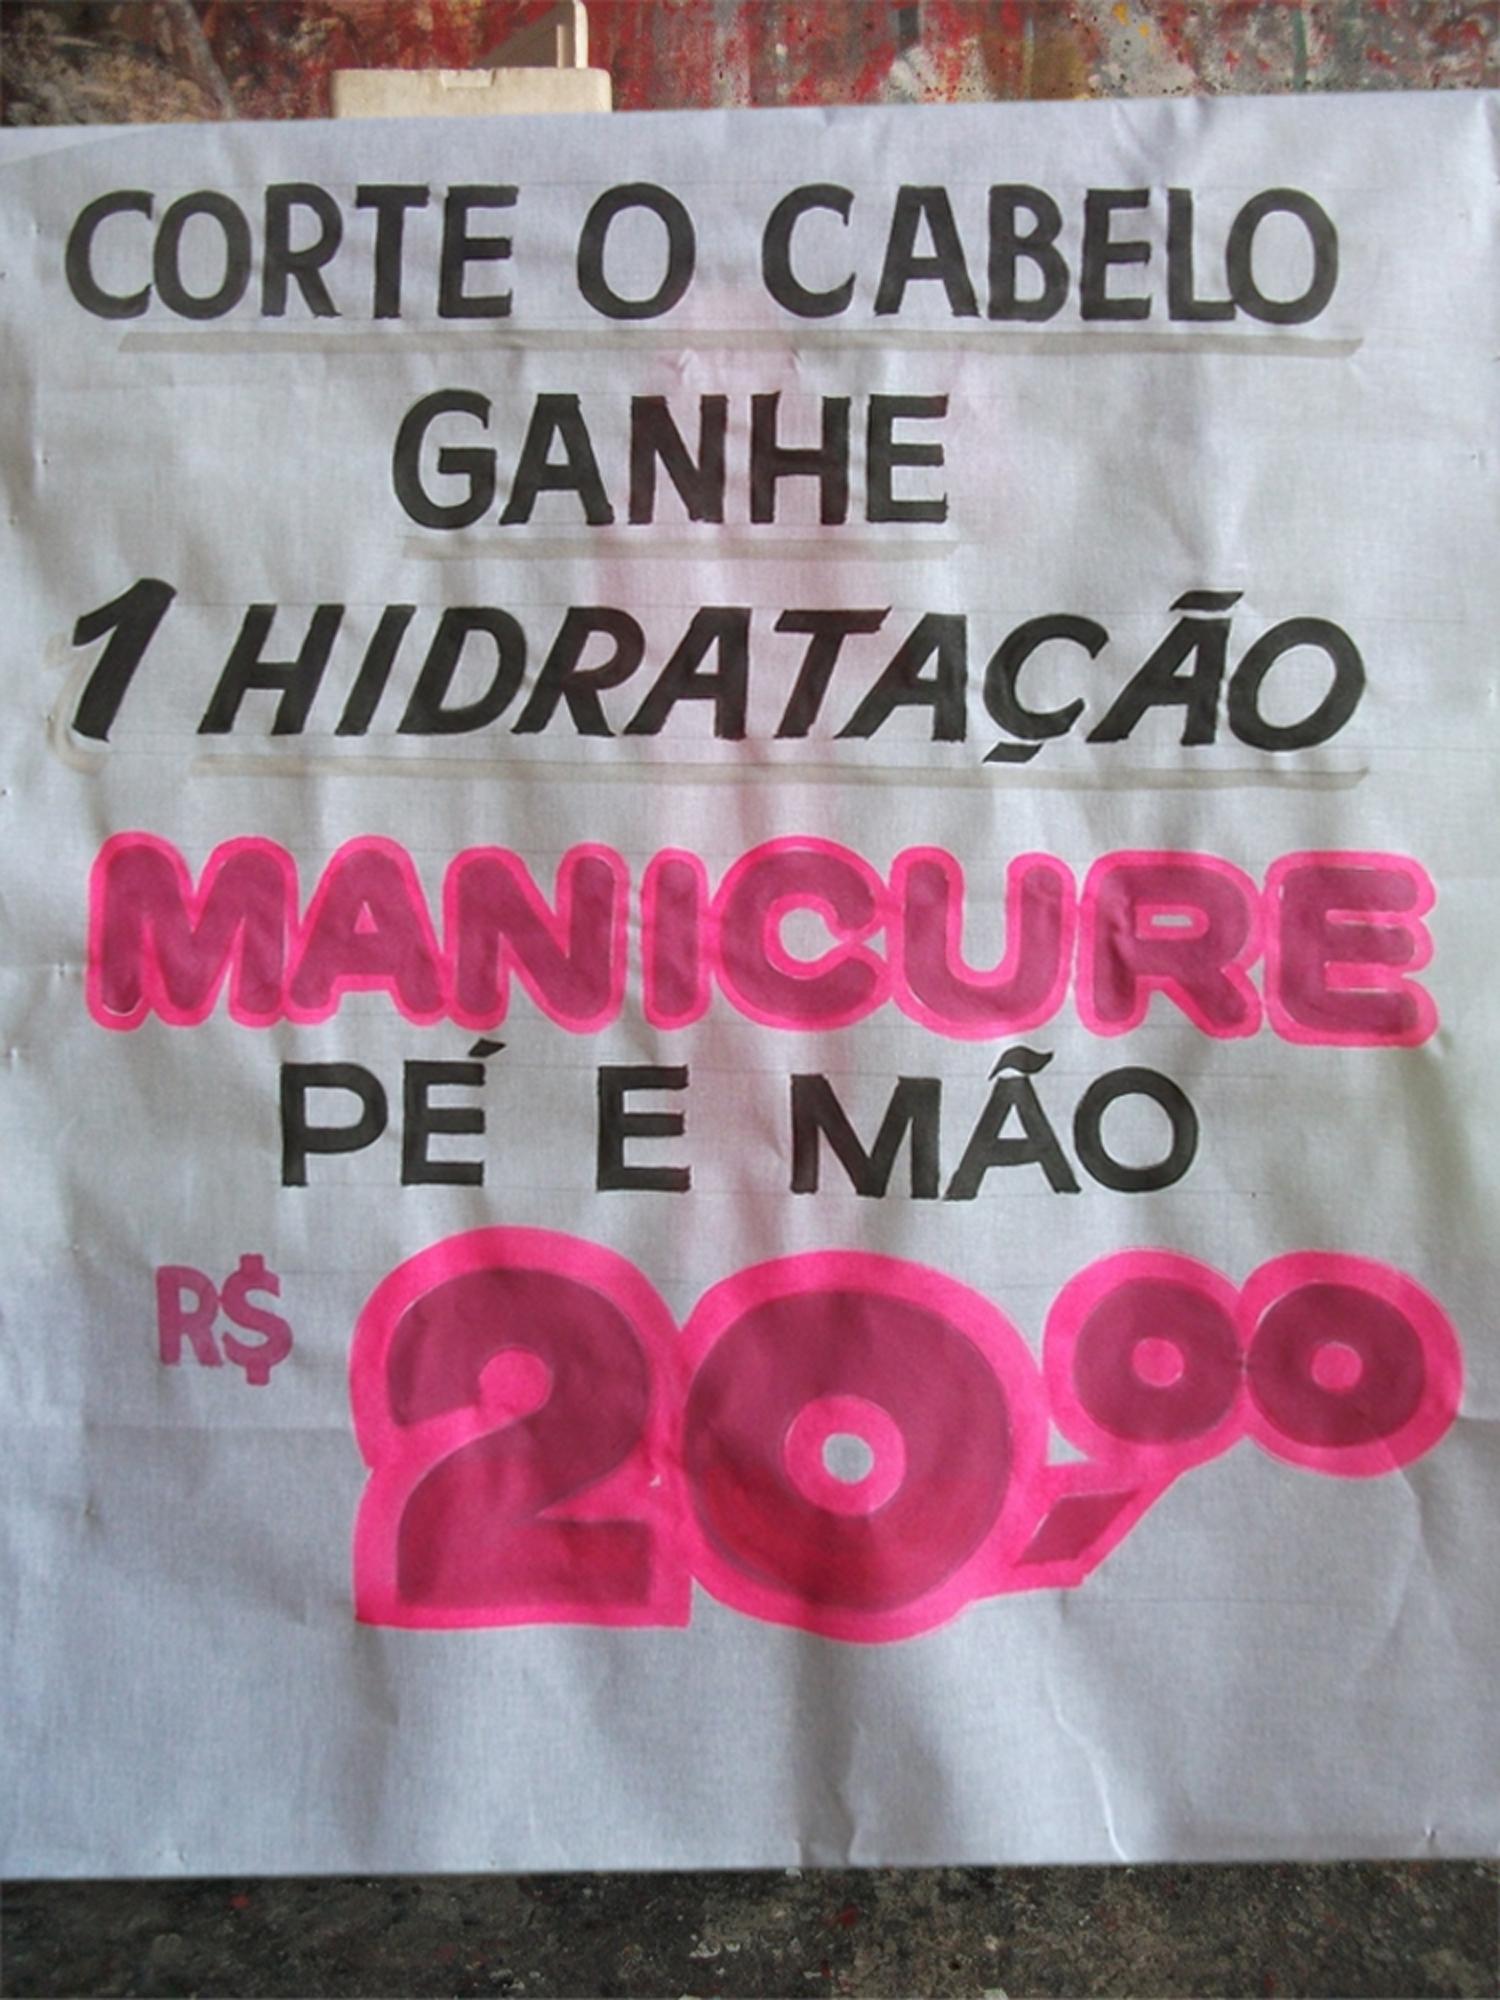 CORTE O CABELO
GANHE
1 HIDRATAÇÃO
MANICURE
PÉ E MÃO
R$ 20,00